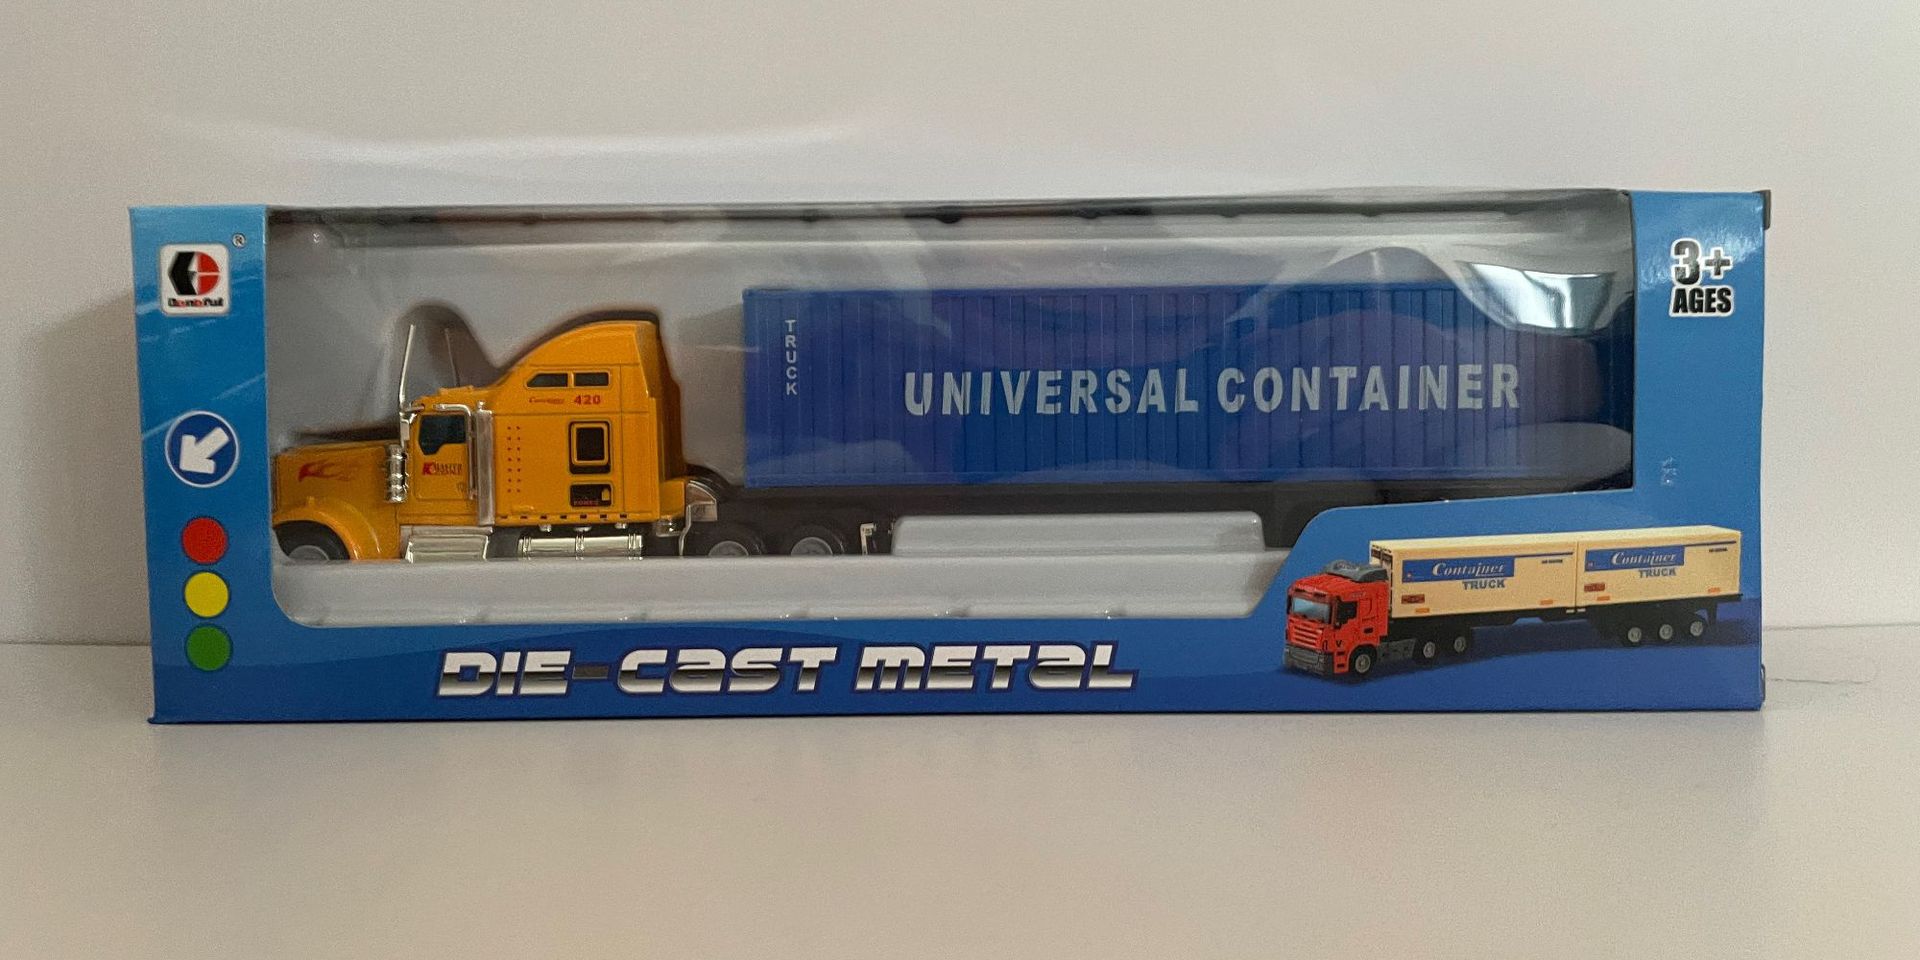 ®
3+
AGES
TRUCK
UNIVERSAL CONTAINER
420
DIE-CAST METAL
Container
TRUCK
Container
TRUCK